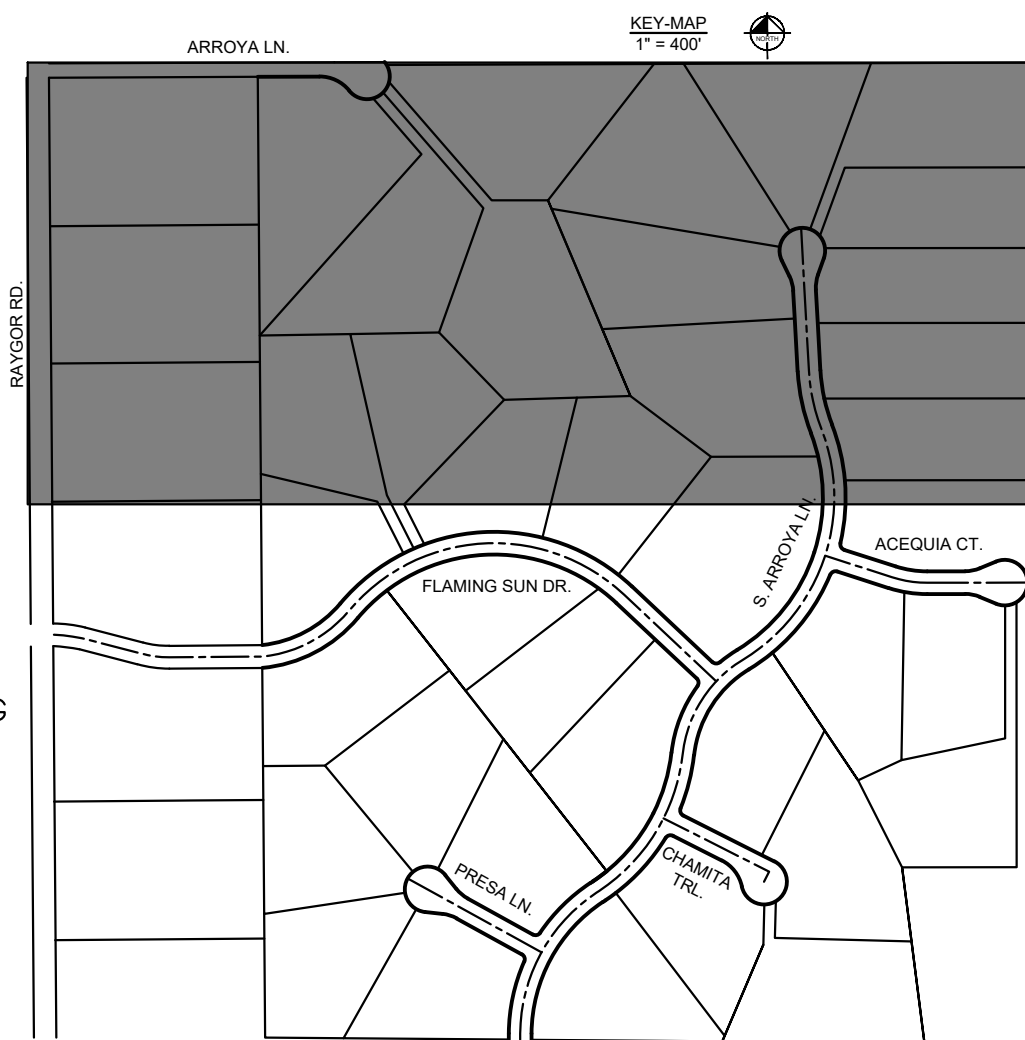 KEY-MAP
1" = 400'
NORTH
ARROYA LN.
RAYGOR RD.
S. ARROYA LN.
ACEQUIA CT.
FLAMING SUN DR.
CHAMITA
TRL.
PRESA LN.